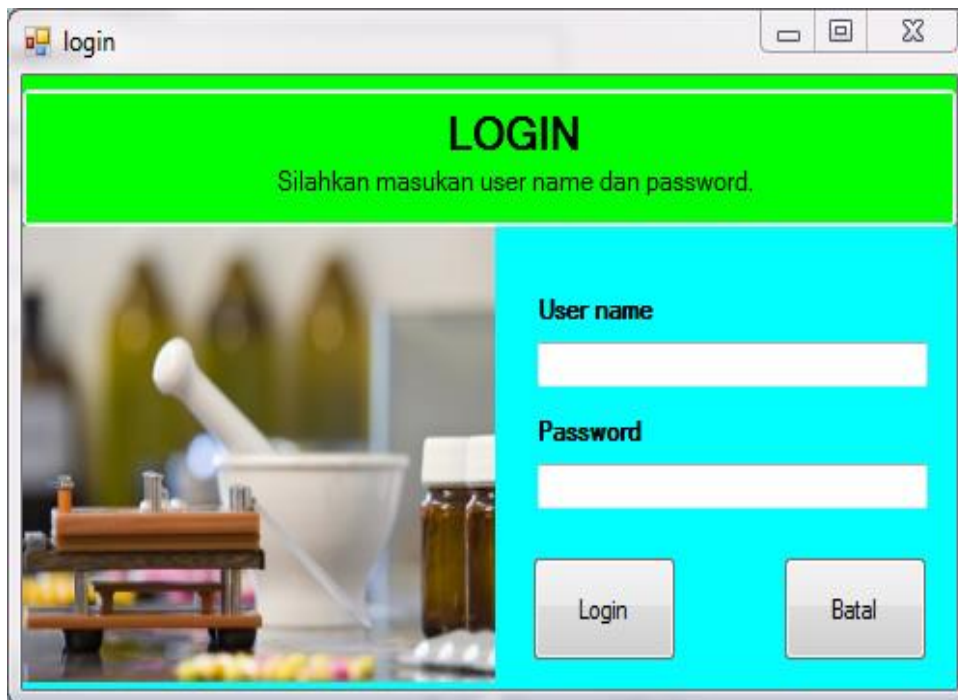 login
LOGIN
Silahkan masukan user name dan password.
User name
Password
Login
Batal